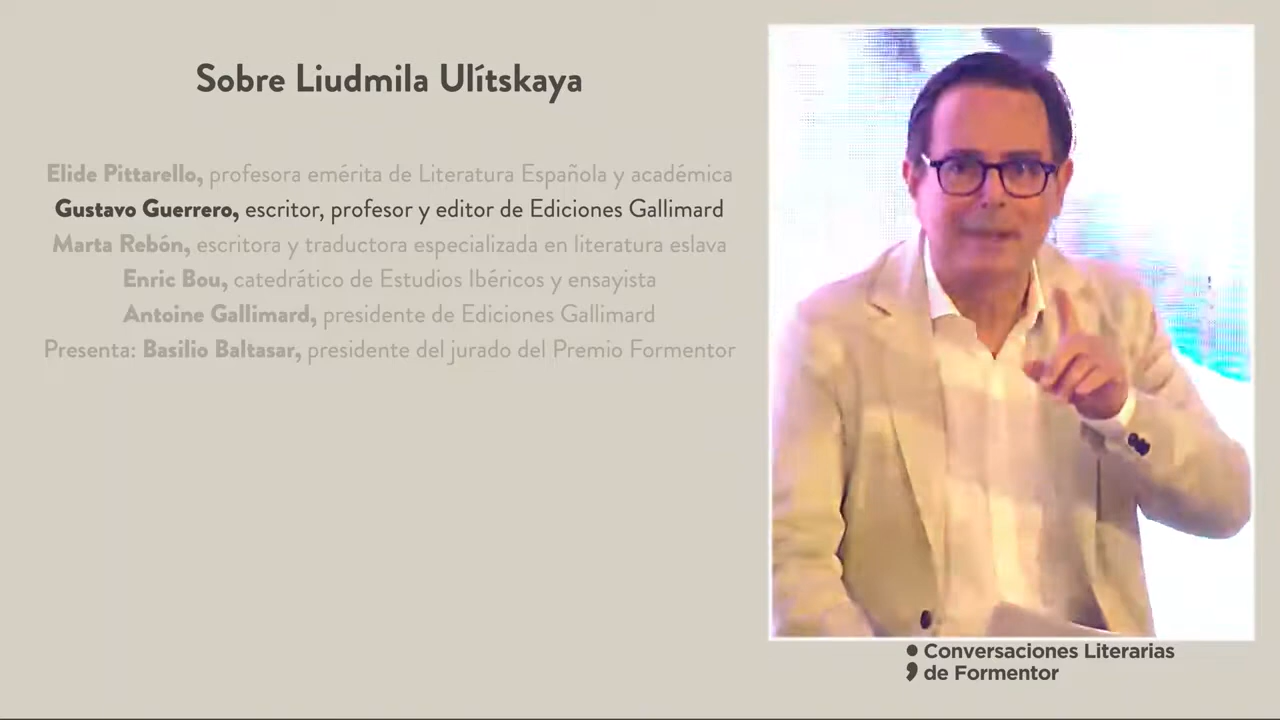 Sobre Liudmila Ulítskaya
Elide Pittarello, profesora emérita de Literatura Española y académica
Gustavo Guerrero, escritor, profesor y editor de Ediciones Gallimard
Marta Rebón, escritora y traductora especializada en literatura eslava
Enric Bou, catedrático de Estudios Ibéricos y ensayista
Antoine Gallimard, presidente de Ediciones Gallimard
Presenta: Basilio Baltasar, presidente del jurado del Premio Formentor
Conversaciones Literarias
de Formentor